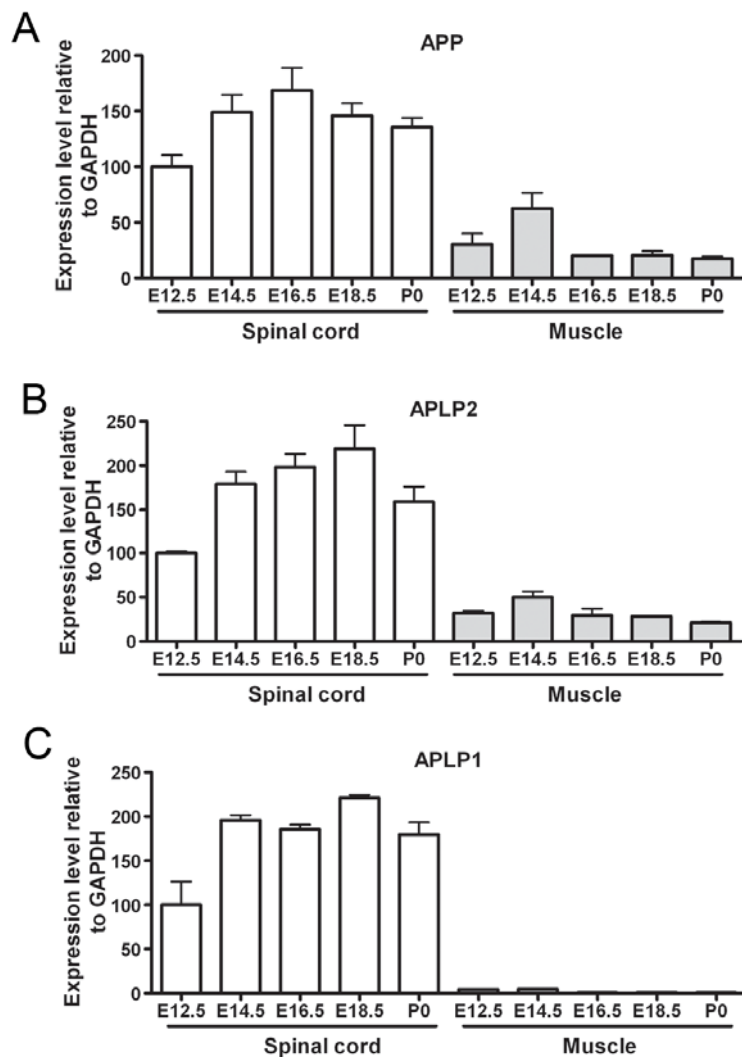 A
APP
Expression level relative
to GAPDH
200
150
100
50
0
E12.5 E14.5 E16.5 E18.5 P0 E12.5 E14.5 E16.5 E18.5 P0
Spinal cord Muscle
B
APLP2
Expression level relative
to GAPDH
250
200
150
100
50
0
E12.5 E14.5 E16.5 E18.5 P0 E12.5 E14.5 E16.5 E18.5 P0
Spinal cord Muscle
C
APLP1
Expression level relative
to GAPDH
250
200
150
100
50
0
E12.5 E14.5 E16.5 E18.5 P0 E12.5 E14.5 E16.5 E18.5 P0
Spinal cord Muscle